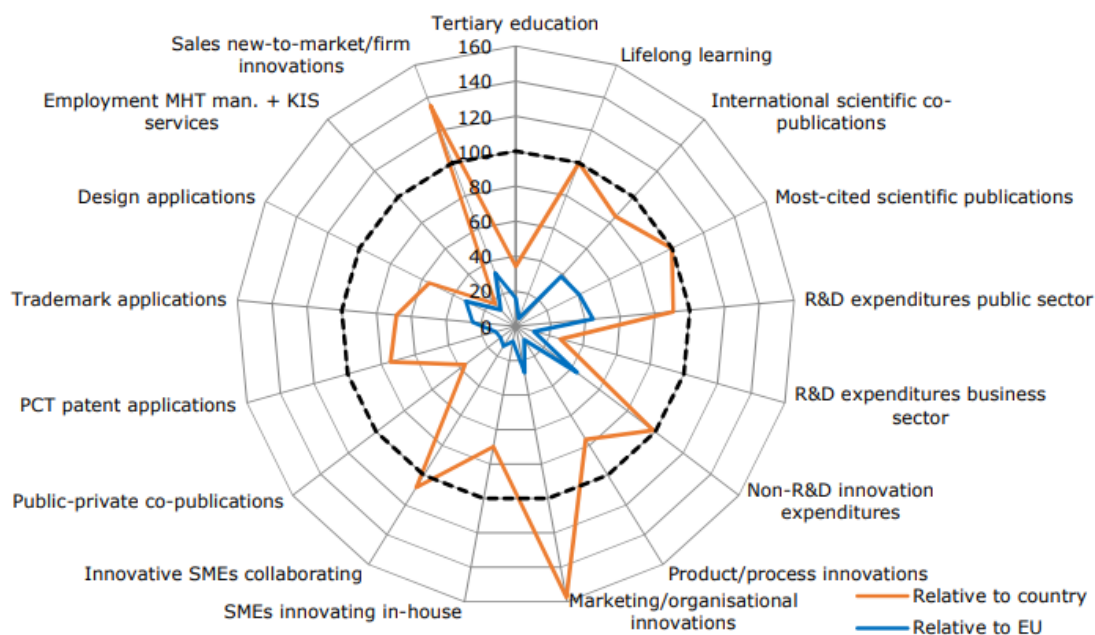 Tertiary education
Sales new-to-market/firm
innovations
Lifelong learning
Employment MHT man. + KIS
services
International scientific co-
publications
Design applications
Most-cited scientific publications
Trademark applications
R&D expenditures public sector
PCT patent applications
R&D expenditures business
sector
Public-private co-publications
Non-R&D innovation
expenditures
Innovative SMEs collaborating
Product/process innovations
SMEs innovating in-house
Marketing/organisational
innovations
160
140
120
100
80
60
40
20
0
Relative to country
Relative to EU